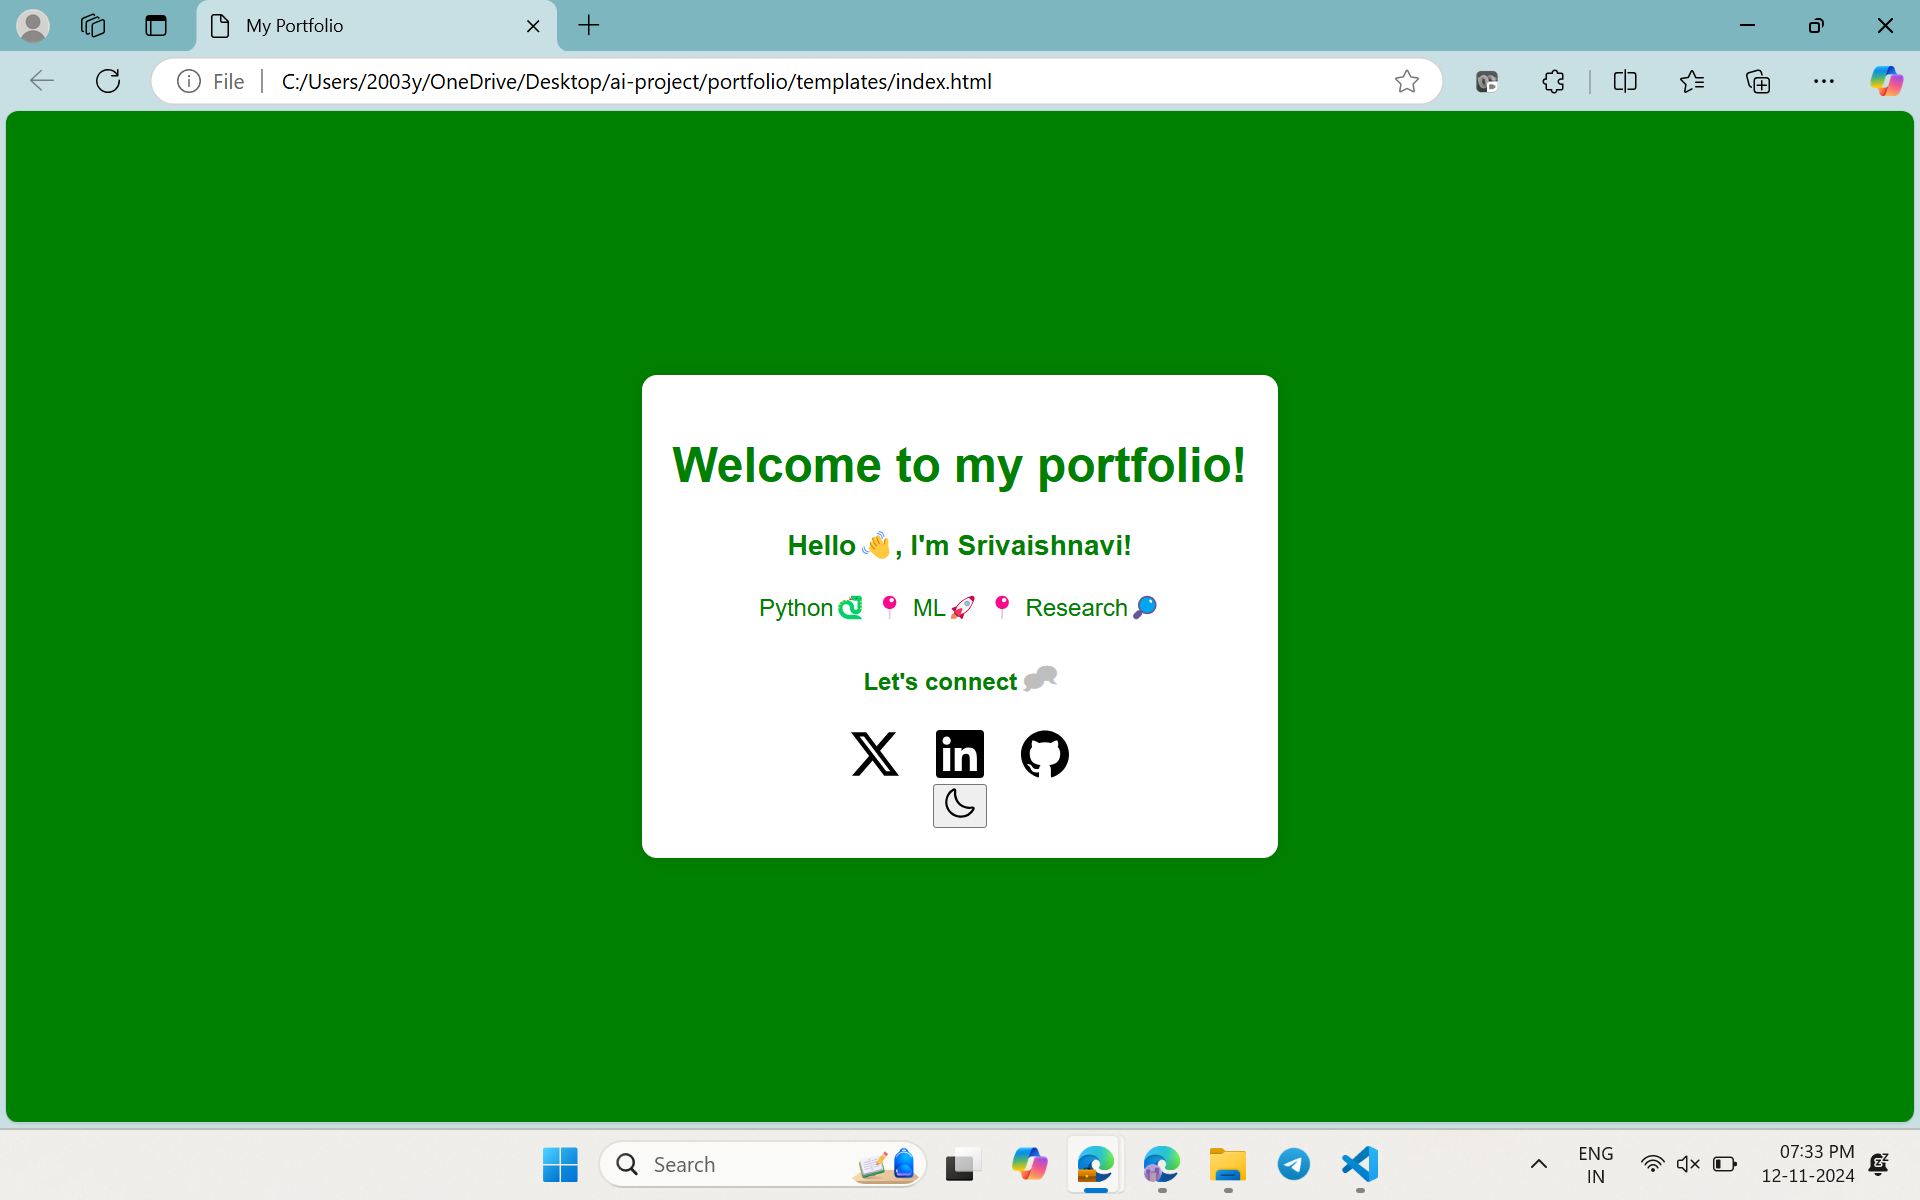 My Portfolio
File
C:/Users/2003y/OneDrive/Desktop/ai-project/portfolio/templates/index.html
Welcome to my portfolio!
Hello 👋, I'm Srivaishnavi!
Python🐍 📍 ML🚀 📍 Research🔎
Let's connect
in
Search
ENG
IN
07:33 PM
12-11-2024